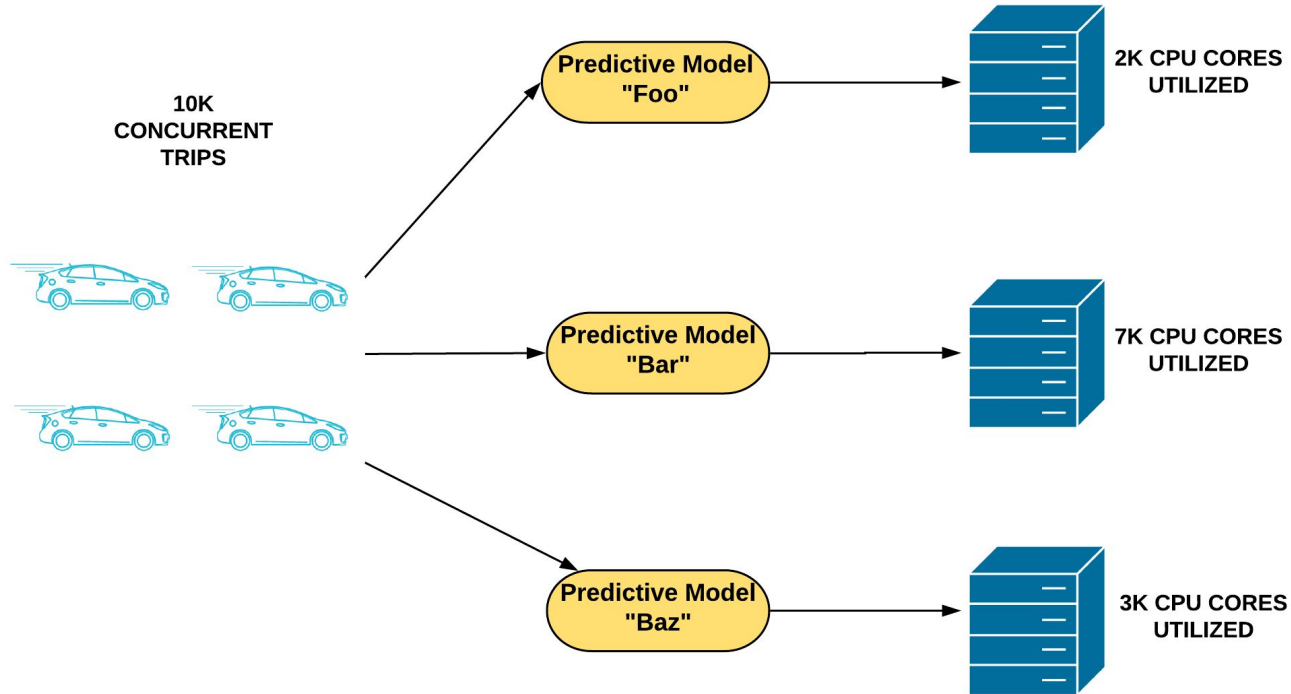 10K
CONCURRENT
TRIPS
Predictive Model
"Foo"
2K CPU CORES
UTILIZED
Predictive Model
"Bar"
7K CPU CORES
UTILIZED
Predictive Model
"Baz"
3K CPU CORES
UTILIZED